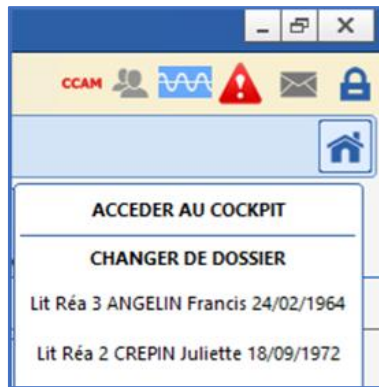 CCAM
ACCEDER AU COCKPIT
CHANGER DE DOSSIER
Lit Réa 3 ANGELIN Francis 24/02/1964
Lit Réa 2 CREPIN Juliette 18/09/1972